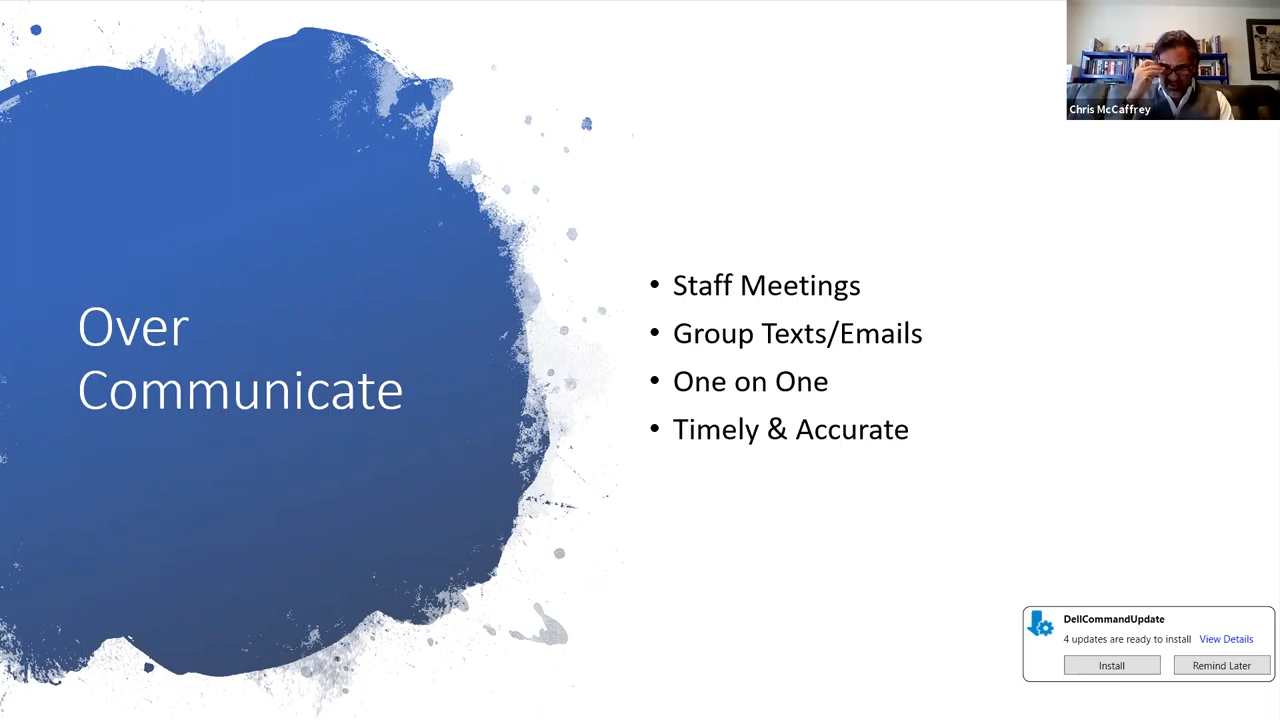 Over
Communicate
• Staff Meetings
• Group Texts/Emails
• One on One
• Timely & Accurate
Chris McCaffrey
DellCommandUpdate
4 updates are ready to install View Details
Install Remind Later